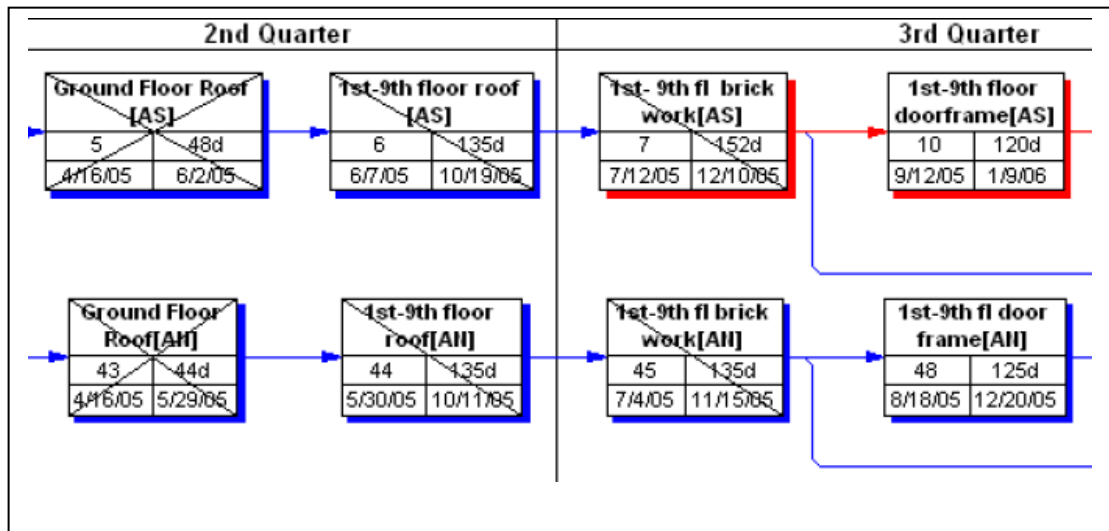 2nd Quarter
3rd Quarter
Ground Floor Roof
[AS]
5 48d
4/16/05 6/2/05
1st-9th floor roof
[AS]
6 135d
6/7/05 10/19/05
1st- 9th fl brick
work[AS]
7 152d
7/12/05 12/10/05
1st-9th floor
doorframe[AS]
10 120d
9/12/05 1/9/06
Ground Floor
Roof[AN]
43 44d
4/16/05 5/29/05
1st-9th floor
roof[AN]
44 135d
5/30/05 10/11/05
1st-9th fl brick
work[AN]
45 135d
7/4/05 11/15/05
1st-9th fl door
frame[AN]
48 125d
8/18/05 12/20/05